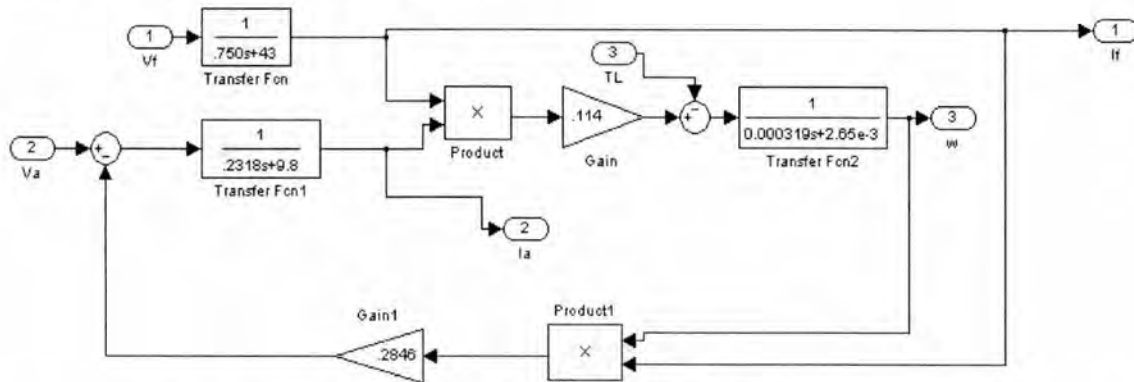 1
Vf
1
.750s+43
Transfer Fcn
3
TL
1
If
2
Va
+
−
1
.2318s+9.8
Transfer Fcn1
×
Product
.114
Gain
+
−
1
0.000319s+2.65e-3
Transfer Fcn2
3
w
2
Ia
Gain1
.2846
Product1
×